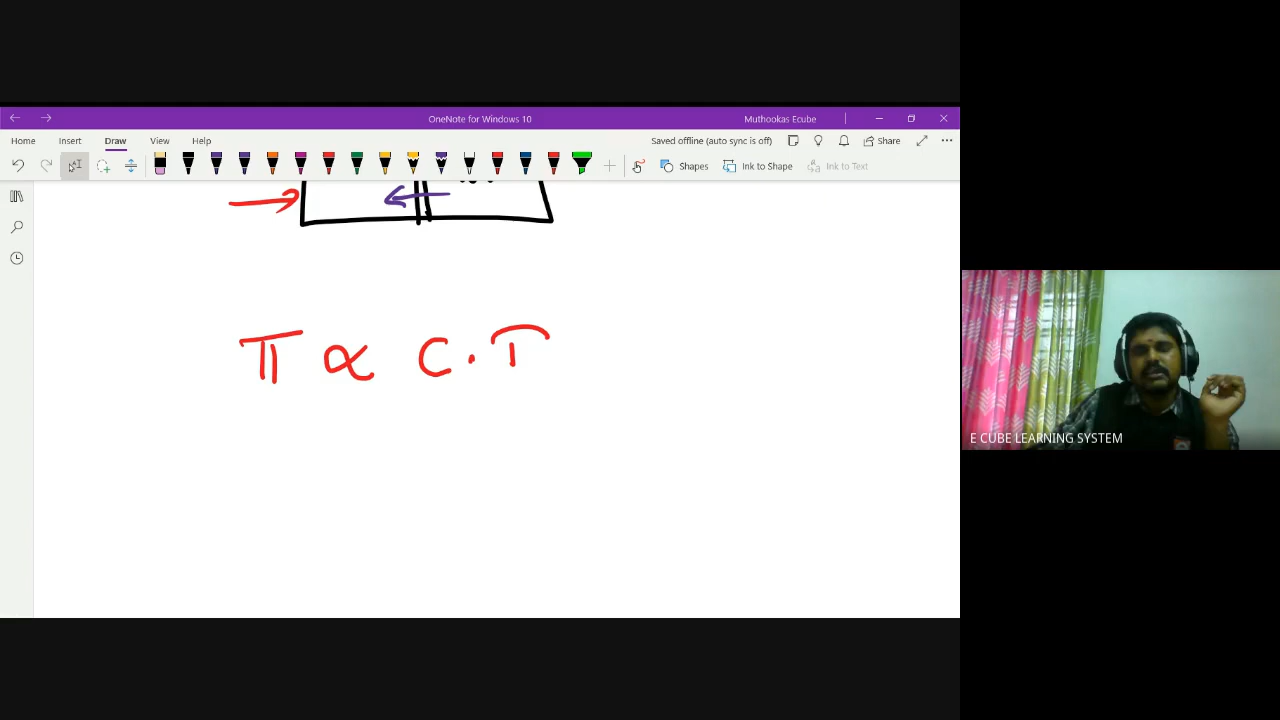 OneNote for Windows 10
Muthookas Ecube
Home Insert Draw View Help
Saved offline (auto sync is off)
Share
Shapes
Ink to Shape
Ink to Text
π ∝ C . T
E CUBE LEARNING SYSTEM